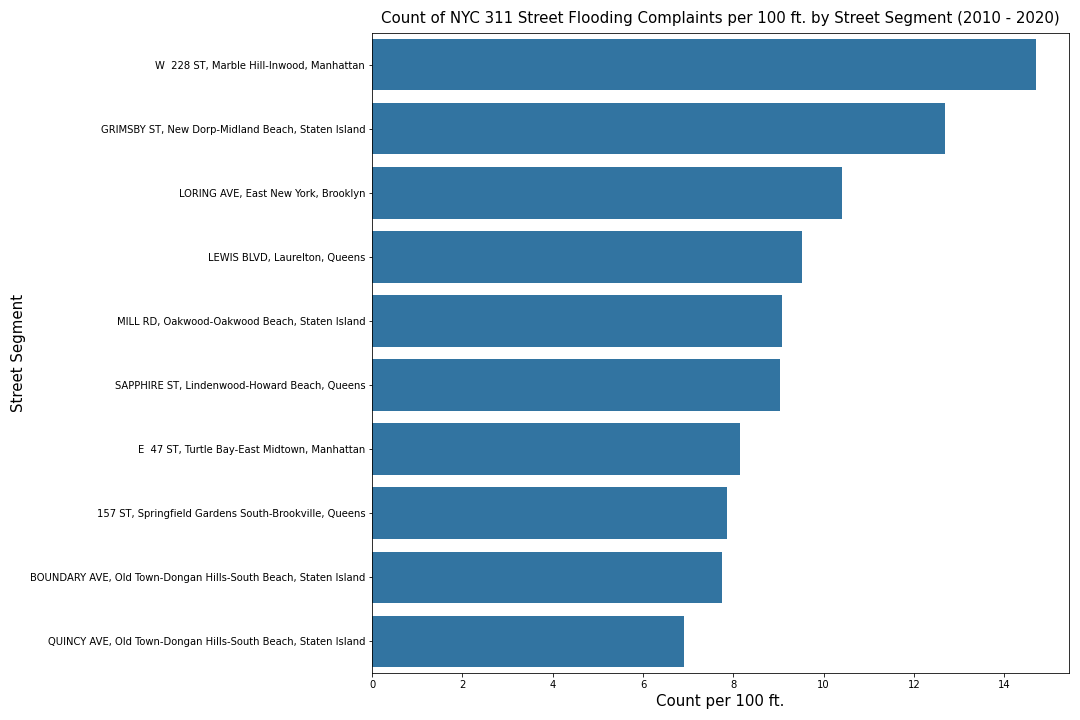 Count of NYC 311 Street Flooding Complaints per 100 ft. by Street Segment (2010 - 2020)
Street Segment
W  228 ST, Marble Hill-Inwood, Manhattan
GRIMSBY ST, New Dorp-Midland Beach, Staten Island
LORING AVE, East New York, Brooklyn
LEWIS BLVD, Laurelton, Queens
MILL RD, Oakwood-Oakwood Beach, Staten Island
SAPPHIRE ST, Lindenwood-Howard Beach, Queens
E  47 ST, Turtle Bay-East Midtown, Manhattan
157 ST, Springfield Gardens South-Brookville, Queens
BOUNDARY AVE, Old Town-Dongan Hills-South Beach, Staten Island
QUINCY AVE, Old Town-Dongan Hills-South Beach, Staten Island
0 2 4 6 8 10 12 14
Count per 100 ft.